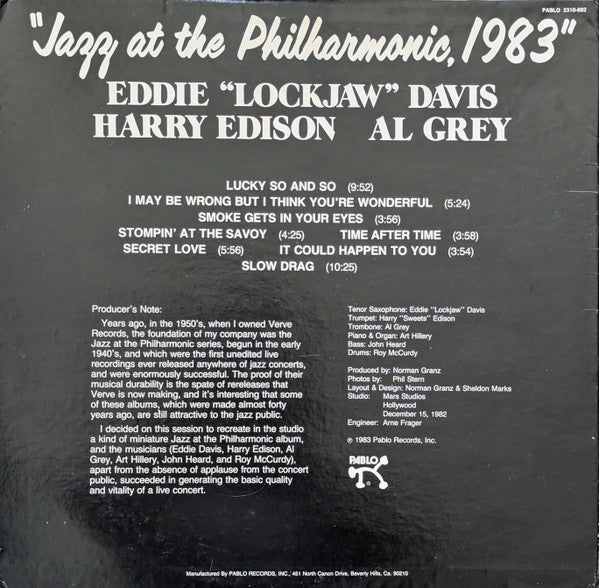 PABLO 2310-882
"Jazz at the Philharmonic, 1983"
EDDIE "LOCKJAW" DAVIS
HARRY EDISON AL GREY
LUCKY SO AND SO (9:52)
I MAY BE WRONG BUT I THINK YOU'RE WONDERFUL (5:24)
SMOKE GETS IN YOUR EYES (3:56)
STOMPIN' AT THE SAVOY (4:25) TIME AFTER TIME (3:58)
SECRET LOVE (5:56) IT COULD HAPPEN TO YOU (3:54)
SLOW DRAG (10:25)
Producer's Note:
Years ago, in the 1950's, when I owned Verve
Records, the foundation of my company was the
Jazz at the Philharmonic series, begun in the early
1940's, and which were the first unedited live
recordings ever released anywhere of jazz concerts,
and were enormously successful. The proof of their
musical durability is the spate of rereleases that
Verve is now making, and it's interesting that some
of these albums, which were made almost forty
years ago, are still attractive to the jazz public.
I decided on this session to recreate in the studio
a kind of miniature Jazz at the Philharmonic album,
and the musicians (Eddie Davis, Harry Edison, Al
Grey, Art Hillery, John Heard, and Roy McCurdy),
apart from the absence of applause from the concert
public, succeeded in generating the basic quality
and vitality of a live concert.
Tenor Saxophone: Eddie "Lockjaw" Davis
Trumpet: Harry "Sweets" Edison
Trombone: Al Grey
Piano & Organ: Art Hillery
Bass: John Heard
Drums: Roy McCurdy
Produced by: Norman Granz
Photos by: Phil Stern
Layout & Design: Norman Granz & Sheldon Marks
Studio: Mars Studios
Hollywood
December 15, 1982
Engineer: Arne Frager
℗ 1983 Pablo Records, Inc.
PABLO
Manufactured By PABLO RECORDS, INC., 451 North Canon Drive, Beverly Hills, Ca. 90210